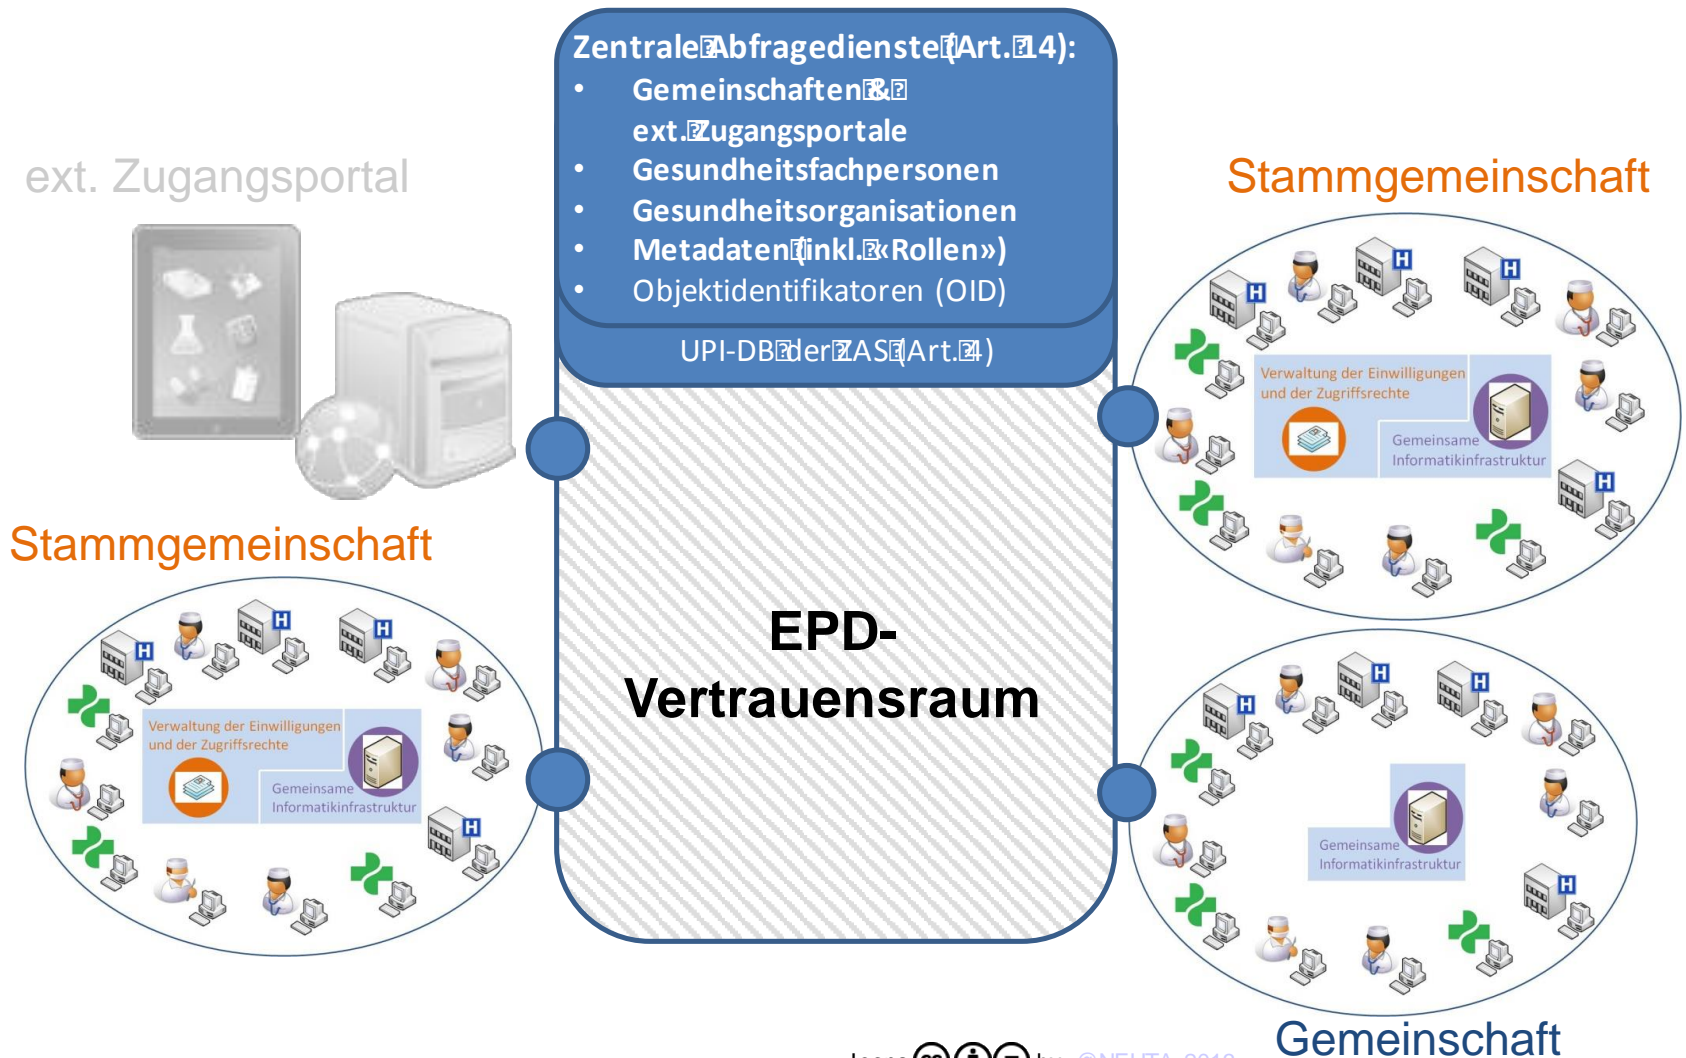 Zentrale Abfragedienste (Art. 14):
• Gemeinschaften &
ext. Zugangsportale
• Gesundheitsfachpersonen
• Gesundheitsorganisationen
• Metadaten (inkl. «Rollen»)
• Objektidentifikatoren (OID)
UPI-DB der ZAS (Art. 4)
ext. Zugangsportal
Stammgemeinschaft
H
H
H
Verwaltung der Einwilligungen
und der Zugriffsrechte
Gemeinsame
Informatikinfrastruktur
H
EPD-
Vertrauensraum
Stammgemeinschaft
H
H
H
Verwaltung der Einwilligungen
und der Zugriffsrechte
Gemeinsame
Informatikinfrastruktur
H
H
H
H
Gemeinsame
Informatikinfrastruktur
H
Gemeinschaft
by